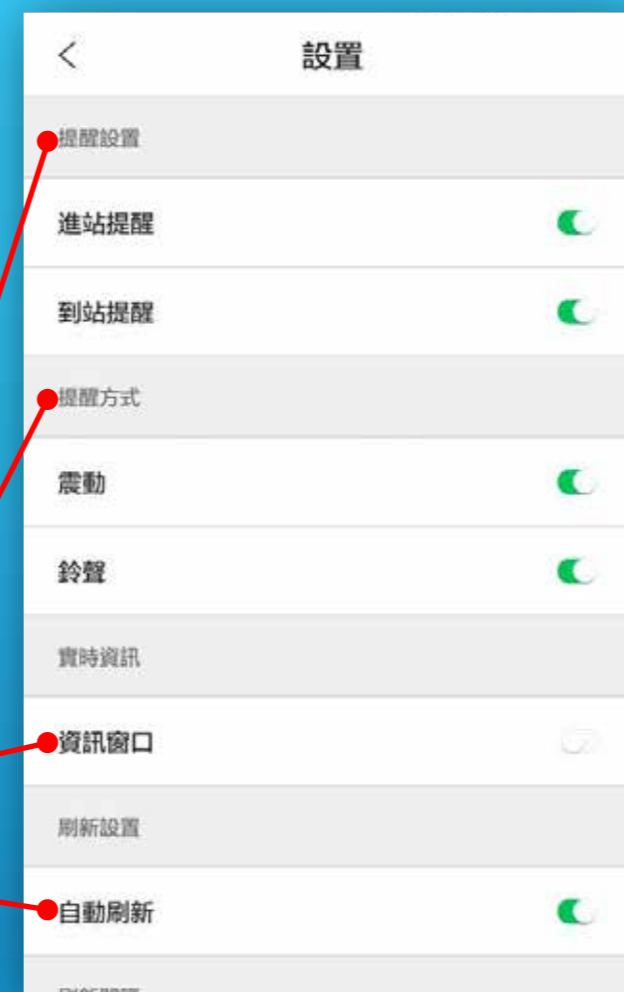 設置
提醒設置
進站提醒
到站提醒
提醒方式
震動
鈴聲
實時資訊
資訊窗口
刷新設置
自動刷新